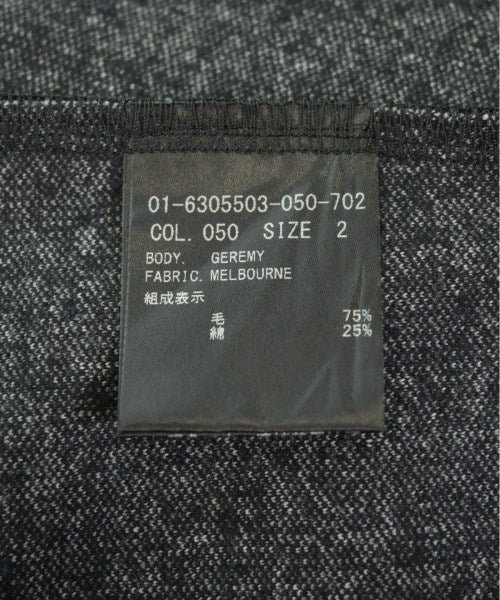 01-6305503-050-702
COL. 050 SIZE 2
BODY. GEREMY
FABRIC. MELBOURNE
組成表示
毛 75%
綿 25%